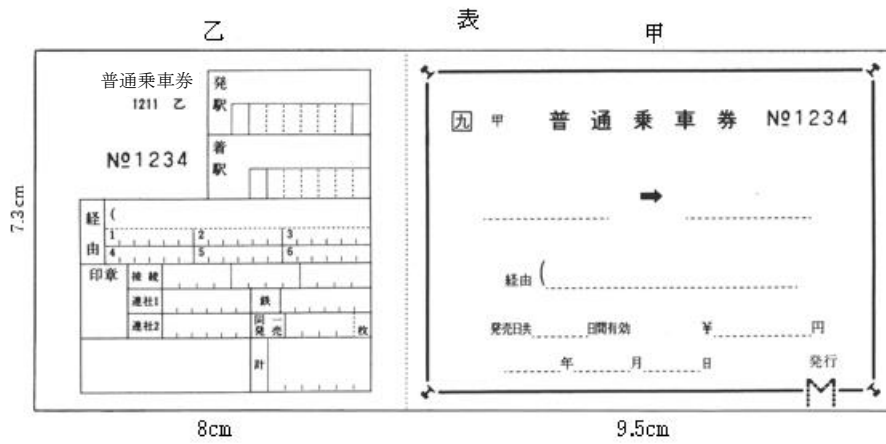 表
乙
甲
普通乗車券
1211 乙
№1234
発駅
着駅
経由
(
1 2 3
4 5 6
印章 接続
連社1 鉄
連社2 同一発売 枚
計
九 甲 普通乗車券 №1234
➡
経由 (
発売日共 日間有効 ¥ 円
年 月 日 発行
7.3cm
8cm
9.5cm